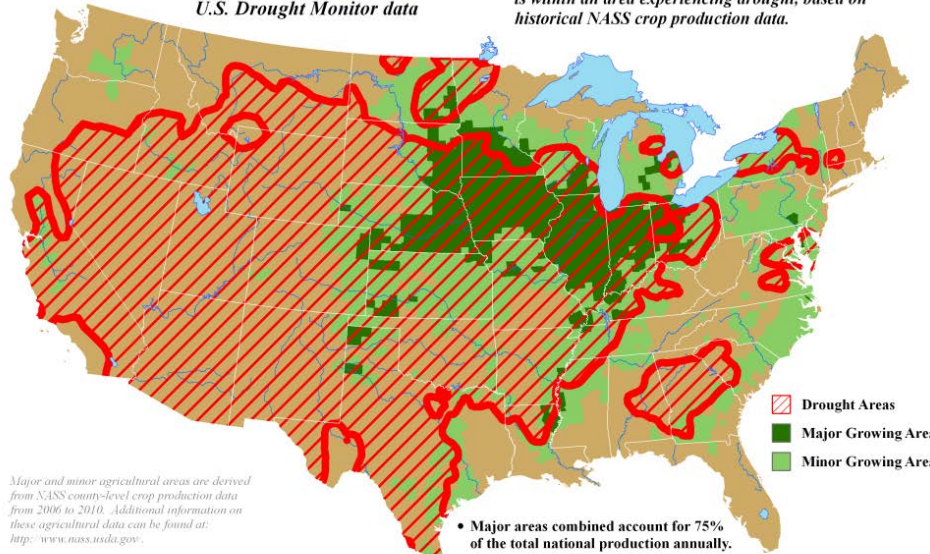 U.S. Drought Monitor data
is within an area experiencing drought, based on
historical NASS crop production data.
Drought Areas
Major Growing Area
Minor Growing Area
Major and minor agricultural areas are derived
from NASS county-level crop production data
from 2006 to 2010. Additional information on
these agricultural data can be found at:
http://www.nass.usda.gov.
• Major areas combined account for 75%
of the total national production annually.